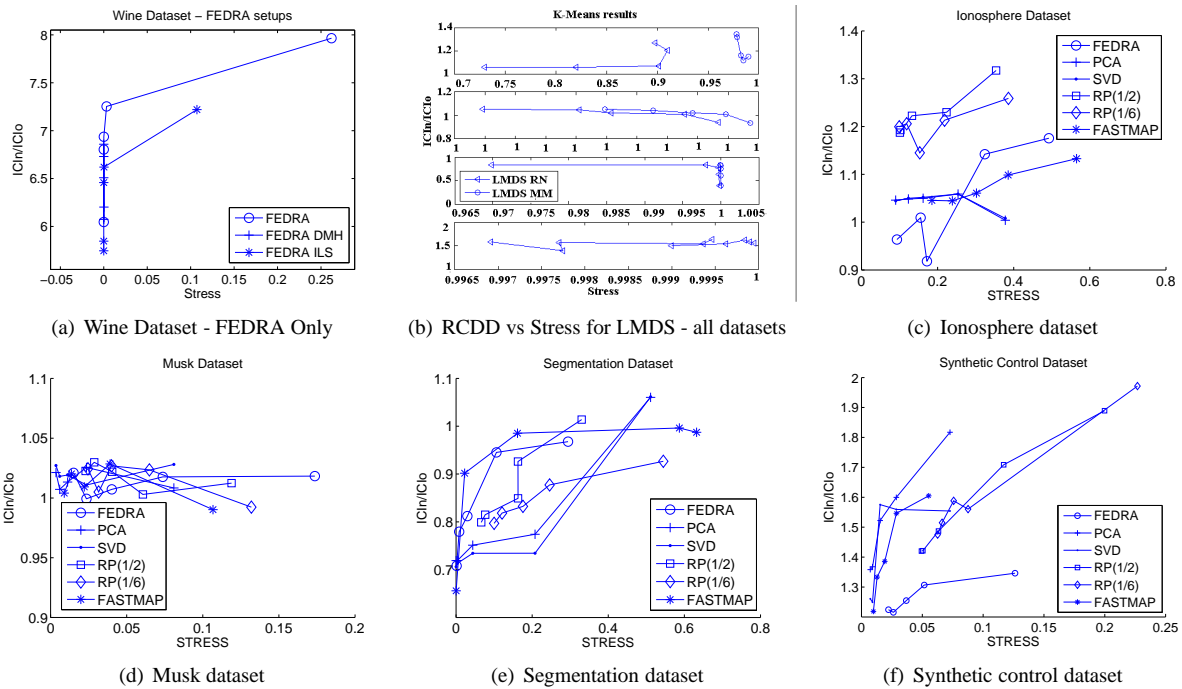 Wine Dataset – FEDRA setups
8
7.5
7
6.5
6
ICIn/ICIo
−0.05 0 0.05 0.1 0.15 0.2 0.25 0.3
Stress
FEDRA
FEDRA DMH
FEDRA ILS
(a) Wine Dataset - FEDRA Only
K-Means results
1.4
1.2
1
0.7 0.75 0.8 0.85 0.9 0.95 1
1.2
1
0.8
1 1 1 1 1 1 1 1 1
ICIn/ICIo
1
0.5
0
LMDS RN
LMDS MM
0.965 0.97 0.975 0.98 0.985 0.99 0.995 1 1.005
2
1.5
1
0.9965 0.997 0.9975 0.998 0.9985 0.999 0.9995 1
Stress
(b) RCDD vs Stress for LMDS - all datasets
Ionosphere Dataset
1.4
1.3
1.2
1.1
1
0.9
ICIn/ICIo
0 0.2 0.4 0.6 0.8
STRESS
FEDRA
PCA
SVD
RP(1/2)
RP(1/6)
FASTMAP
(c) Ionosphere dataset
Musk Dataset
1.1
1.05
1
0.95
0.9
ICIn/ICIo
0 0.05 0.1 0.15 0.2
STRESS
FEDRA
PCA
SVD
RP(1/2)
RP(1/6)
FASTMAP
(d) Musk dataset
Segmentation Dataset
1.1
1
0.9
0.8
0.7
ICIn/ICIo
0 0.2 0.4 0.6 0.8
STRESS
FEDRA
PCA
SVD
RP(1/2)
RP(1/6)
FASTMAP
(e) Segmentation dataset
Synthetic Control Dataset
2
1.9
1.8
1.7
1.6
1.5
1.4
1.3
ICIn/ICIo
0 0.05 0.1 0.15 0.2 0.25
STRESS
FEDRA
PCA
SVD
RP(1/2)
RP(1/6)
FASTMAP
(f) Synthetic control dataset